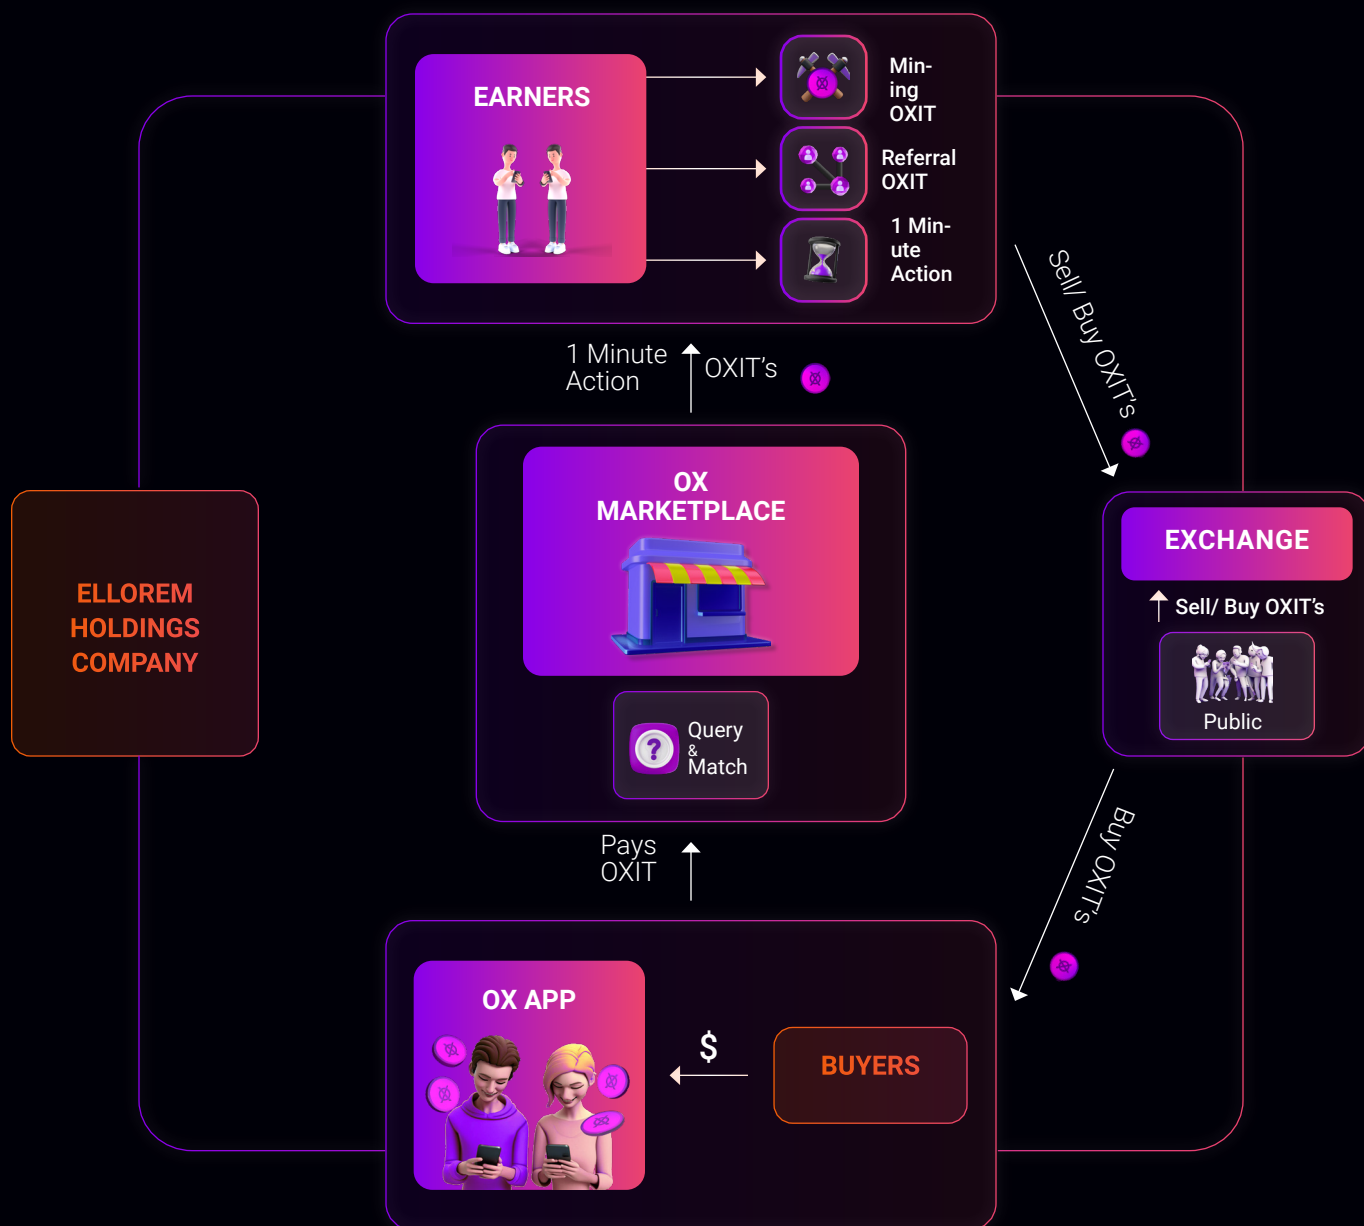 EARNERS
Min-
ing
OXIT
Referral
OXIT
1 Min-
ute
Action
1 Minute
Action
OXIT's
Sell/ Buy OXIT's
OX
MARKETPLACE
Query
&
Match
ELLOREM
HOLDINGS
COMPANY
EXCHANGE
Sell/ Buy OXIT's
Public
Pays
OXIT
Buy OXIT's
OX APP
$
BUYERS